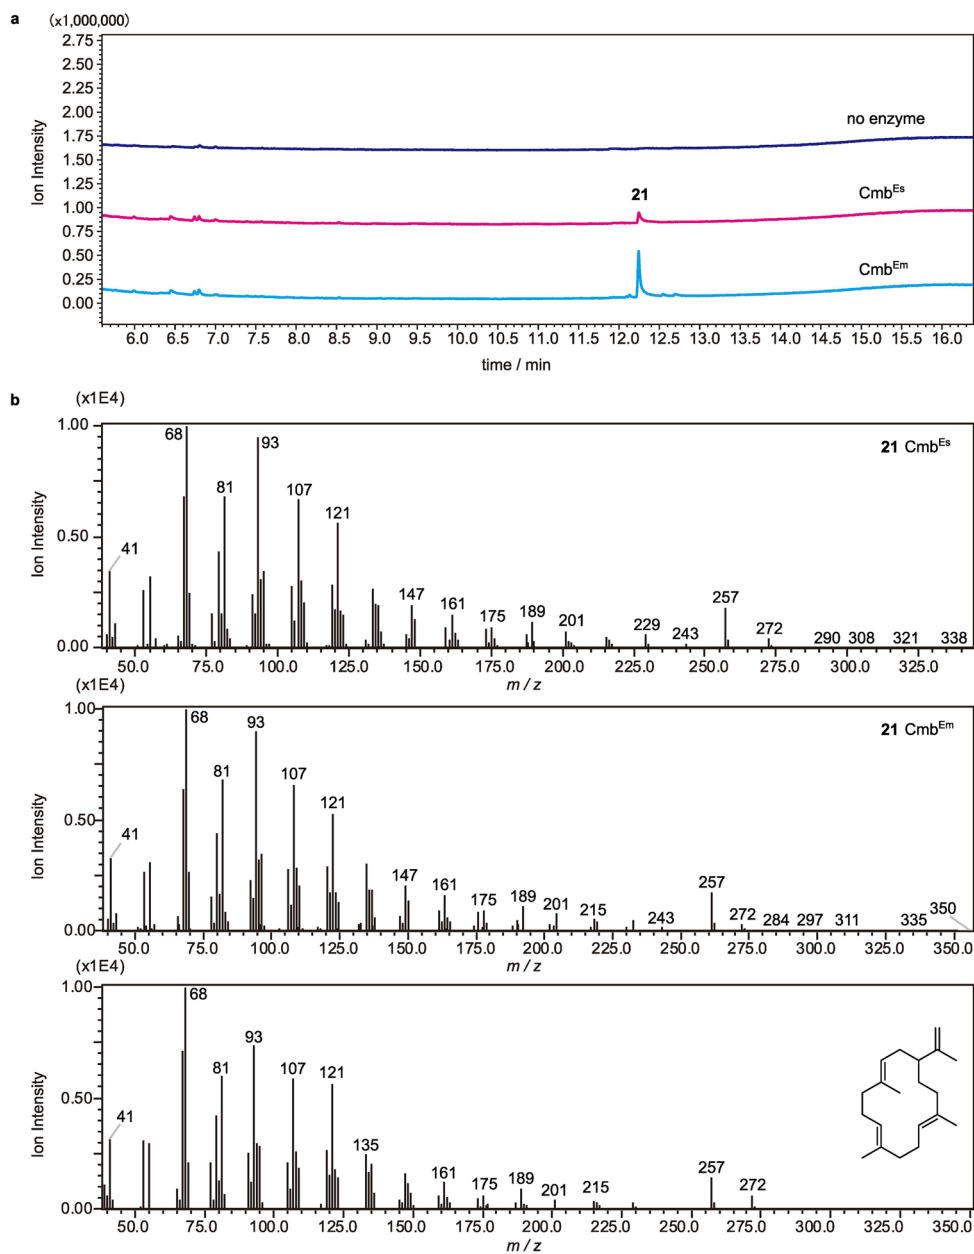 a
(x1,000,000)
Ion Intensity
2.75
2.50
2.25
2.00
1.75
1.50
1.25
1.00
0.75
0.50
0.25
0.00
no enzyme
21
CmbEs
CmbEm
6.0 6.5 7.0 7.5 8.0 8.5 9.0 9.5 10.0 10.5 11.0 11.5 12.0 12.5 13.0 13.5 14.0 14.5 15.0 15.5 16.0
time / min
b
(x1E4)
Ion Intensity
1.00
0.50
0.00
21 CmbEs
41 68 81 93 107 121 147 161 175 189 201 229 243 257 272 290 308 321 338
50.0 75.0 100.0 125.0 150.0 175.0 200.0 225.0 250.0 275.0 300.0 325.0
m / z
(x1E4)
Ion Intensity
1.00
0.50
0.00
21 CmbEm
41 68 81 93 107 121 147 161 175 189 201 215 243 257 272 284 297 311 335 350
50.0 75.0 100.0 125.0 150.0 175.0 200.0 225.0 250.0 275.0 300.0 325.0 350.0
m / z
(x1E4)
Ion Intensity
1.00
0.50
0.00
41 68 81 93 107 121 135 161 175 189 201 215 257 272
50.0 75.0 100.0 125.0 150.0 175.0 200.0 225.0 250.0 275.0 300.0 325.0 350.0
m / z